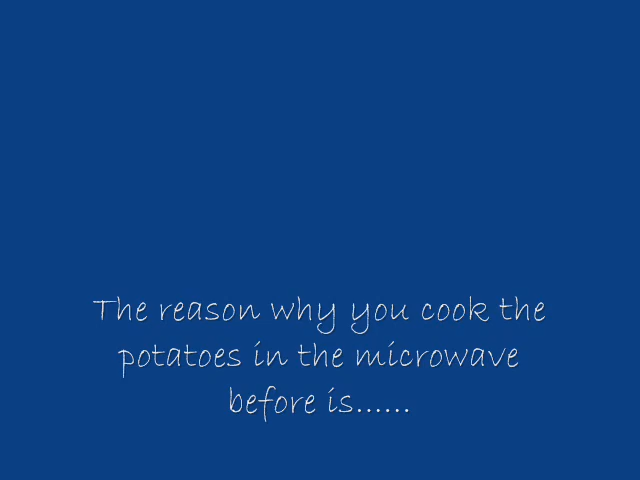 The reason why you cook the
potatoes in the microwave
before is......